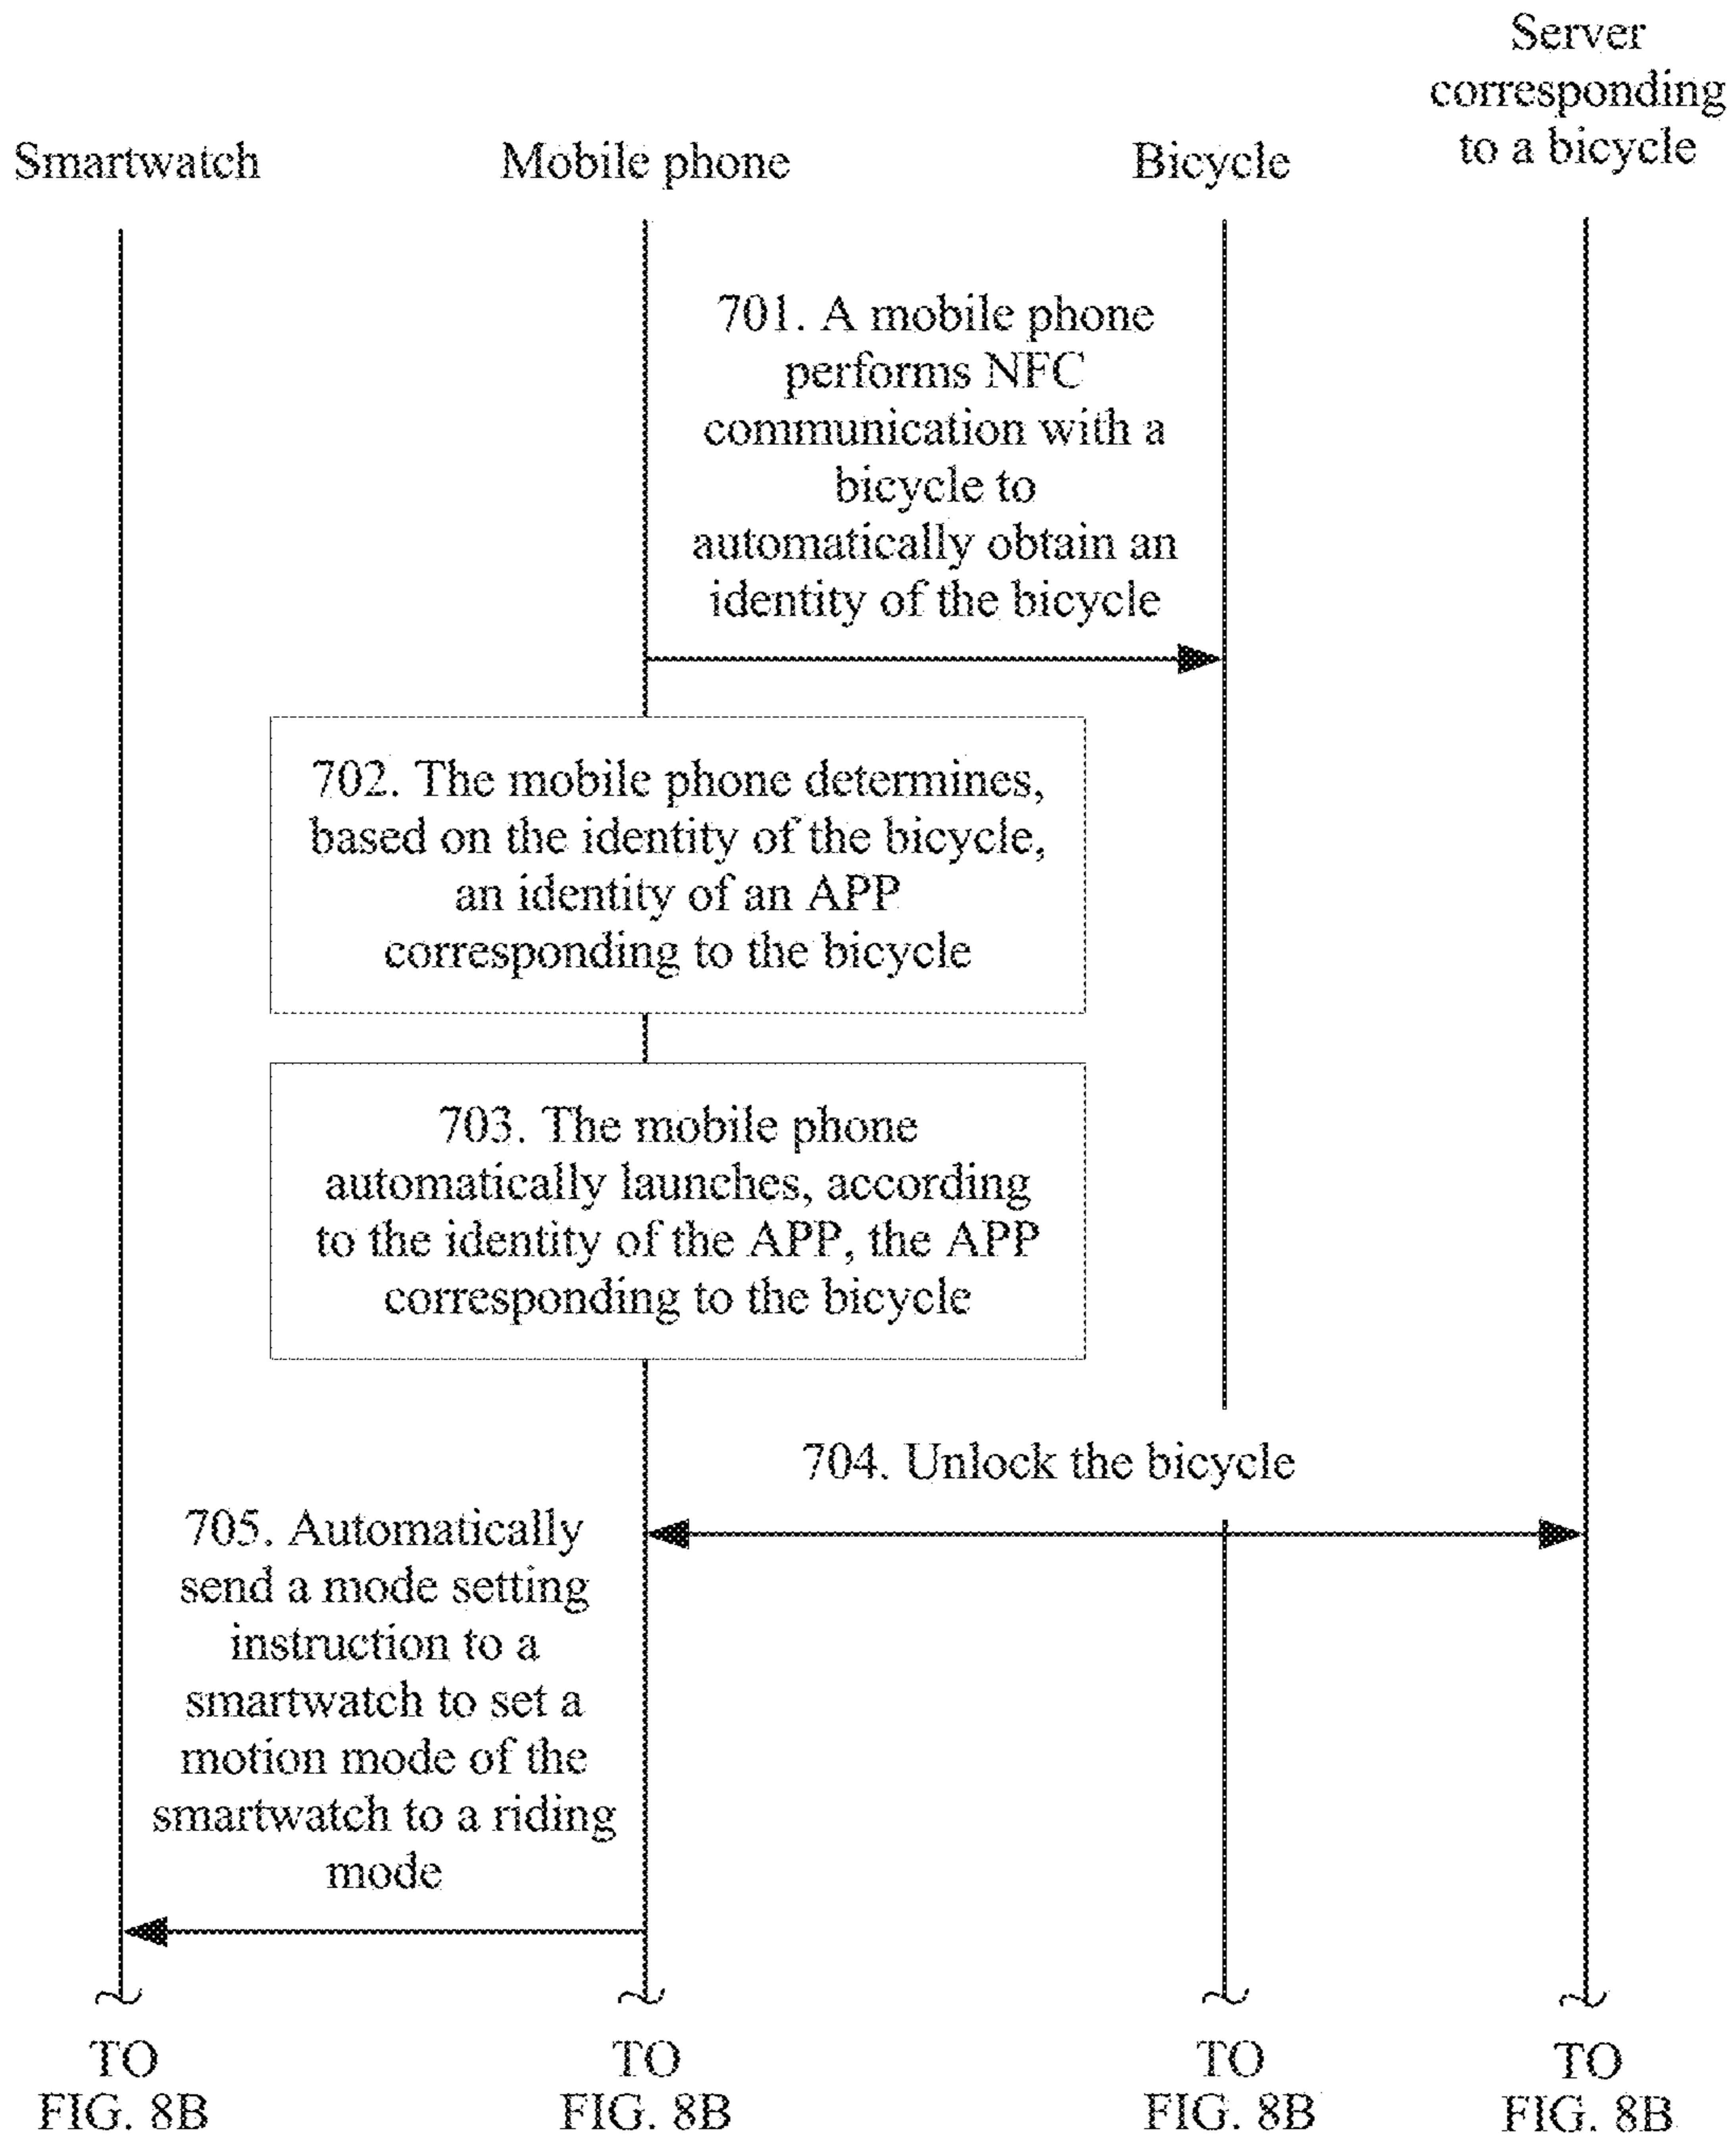 Server
corresponding
to a bicycle
Smartwatch
Mobile phone
Bicycle
701. A mobile phone
performs NFC
communication with a
bicycle to
automatically obtain an
identity of the bicycle
702. The mobile phone determines,
based on the identity of the bicycle,
an identity of an APP
corresponding to the bicycle
703. The mobile phone
automatically launches, according
to the identity of the APP, the APP
corresponding to the bicycle
704. Unlock the bicycle
705. Automatically
send a mode setting
instruction to a
smartwatch to set a
motion mode of the
smartwatch to a riding
mode
TO
FIG. 8B
TO
FIG. 8B
TO
FIG. 8B
TO
FIG. 8B